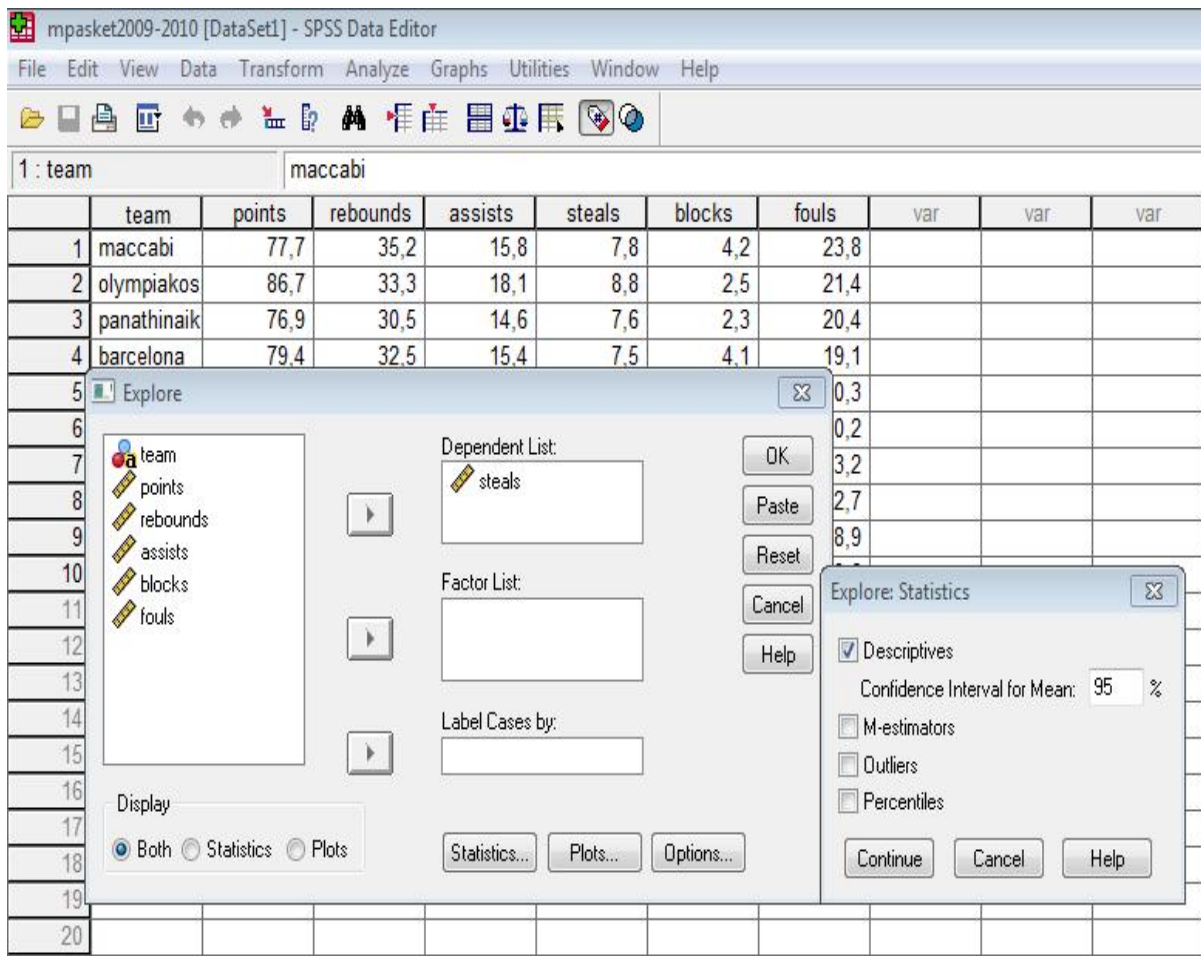 mpasket2009-2010 [DataSet1] - SPSS Data Editor
File Edit View Data Transform Analyze Graphs Utilities Window Help
1 : team maccabi
team points rebounds assists steals blocks fouls var var var
1 maccabi 77,7 35,2 15,8 7,8 4,2 23,8
2 olympiakos 86,7 33,3 18,1 8,8 2,5 21,4
3 panathinaik 76,9 30,5 14,6 7,6 2,3 20,4
4 barcelona 79,4 32,5 15,4 7,5 4,1 19,1
5 0,3
6 0,2
7 3,2
8 2,7
9 8,9
10
11
12
13
14
15
16
17
18
19
20
Explore
team
points
rebounds
assists
blocks
fouls
Dependent List:
steals
Factor List:
Label Cases by:
OK
Paste
Reset
Cancel
Help
Display
Both Statistics Plots
Statistics... Plots... Options...
Explore: Statistics
Descriptives
Confidence Interval for Mean: 95 %
M-estimators
Outliers
Percentiles
Continue Cancel Help